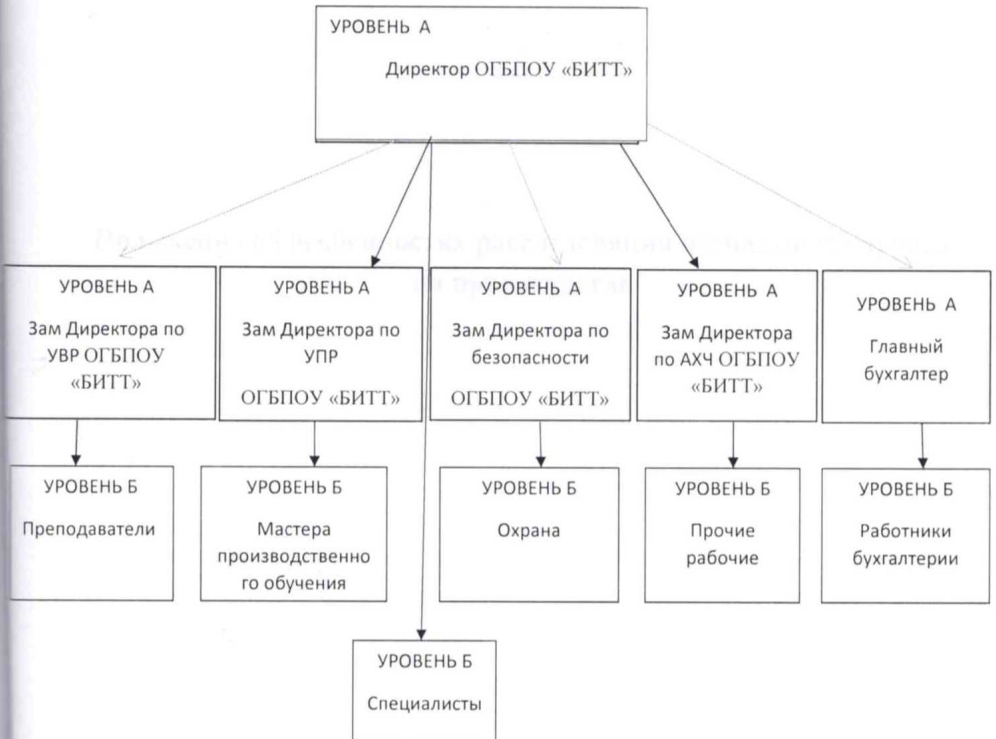 УРОВЕНЬ А
Директор ОГБПОУ «БИТТ»
УРОВЕНЬ А
Зам Директора по
УВР ОГБПОУ
«БИТТ»
УРОВЕНЬ А
Зам Директора по
УПР
ОГБПОУ «БИТТ»
УРОВЕНЬ А
Зам Директора по
безопасности
ОГБПОУ «БИТТ»
УРОВЕНЬ А
Зам Директора
по АХЧ ОГБПОУ
«БИТТ»
УРОВЕНЬ А
Главный
бухгалтер
УРОВЕНЬ Б
Преподаватели
УРОВЕНЬ Б
Мастера
производственно
го обучения
УРОВЕНЬ Б
Охрана
УРОВЕНЬ Б
Прочие
рабочие
УРОВЕНЬ Б
Работники
бухгалтерии
УРОВЕНЬ Б
Специалисты